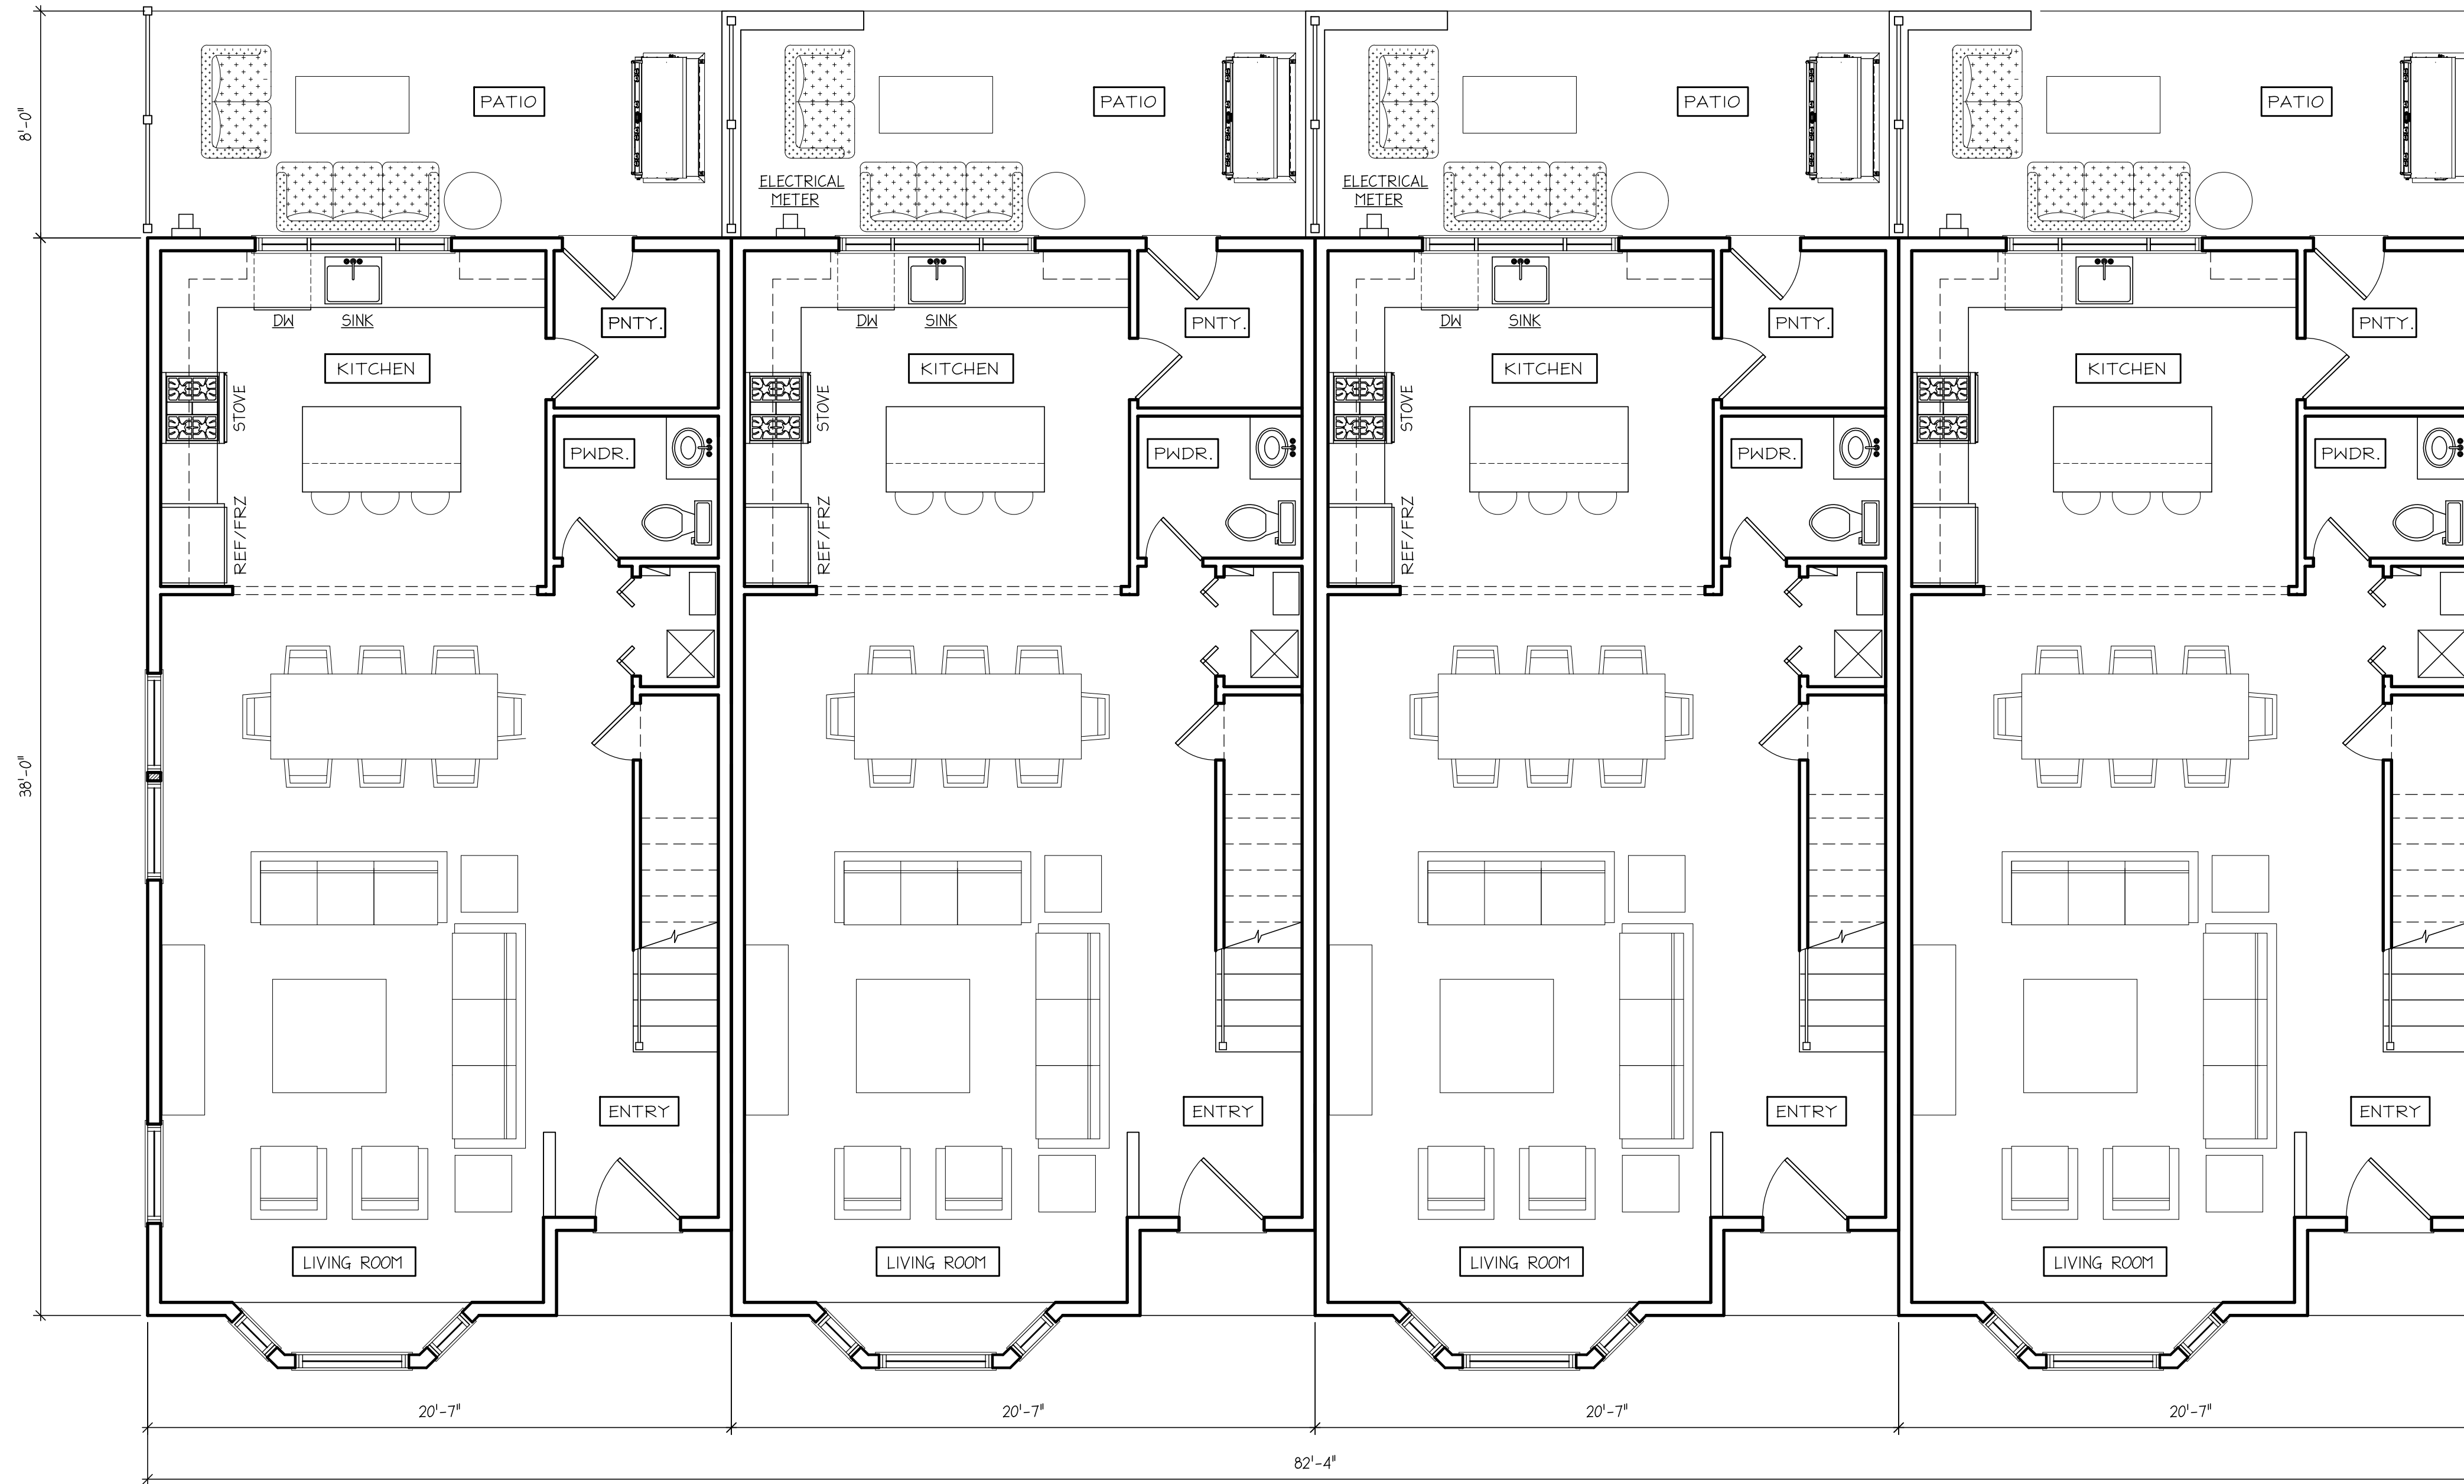 8'-0"
PATIO
PATIO
PATIO
PATIO
ELECTRICAL
METER
ELECTRICAL
METER
DW
SINK
PNTY.
DW
SINK
PNTY.
DW
SINK
PNTY.
PNTY.
KITCHEN
KITCHEN
KITCHEN
KITCHEN
STOVE
STOVE
STOVE
PWDR.
PWDR.
PWDR.
PWDR.
REF/FRZ
REF/FRZ
REF/FRZ
38'-0"
ENTRY
ENTRY
ENTRY
ENTRY
LIVING ROOM
LIVING ROOM
LIVING ROOM
LIVING ROOM
20'-7"
20'-7"
20'-7"
20'-7"
82'-4"